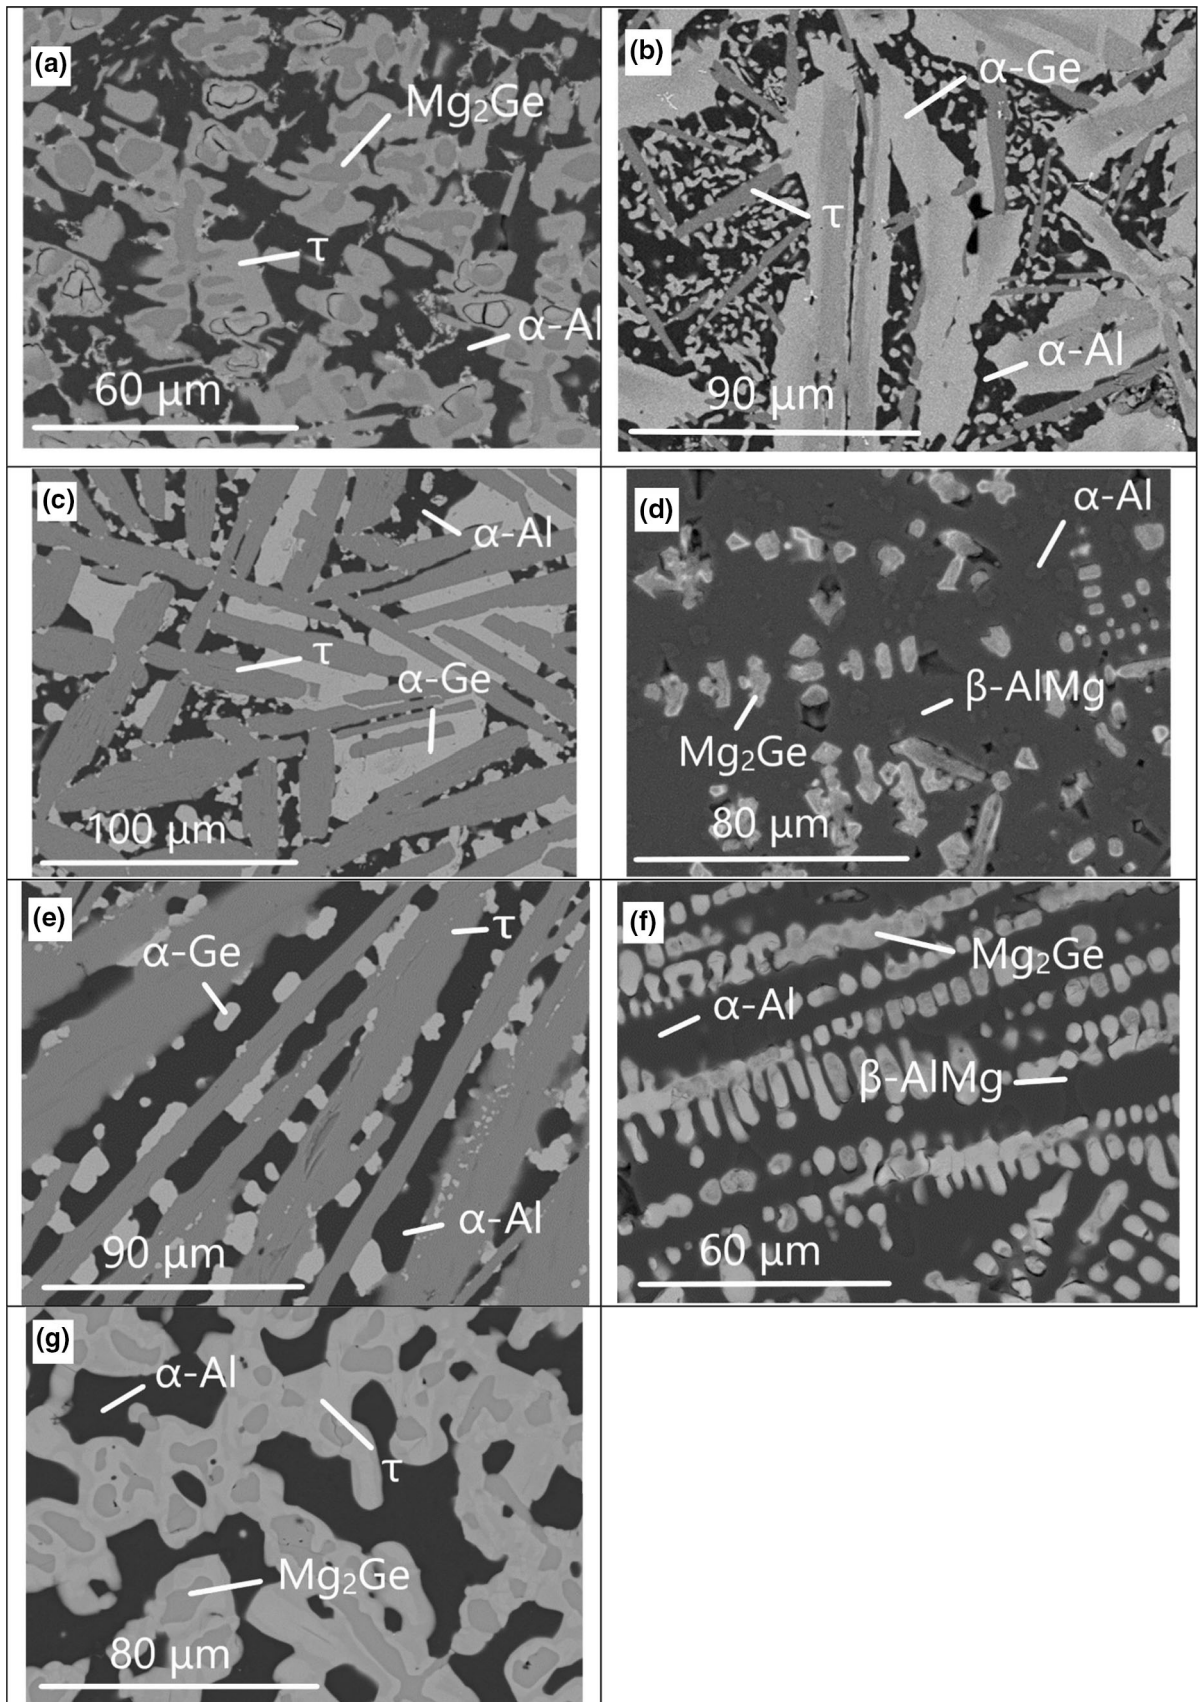 (a)
Mg₂Ge
τ
α-Al
60 μm
(b)
α-Ge
τ
α-Al
90 μm
(c)
α-Al
τ
α-Ge
100 μm
(d)
α-Al
β-AlMg
Mg₂Ge
80 μm
(e)
τ
α-Ge
α-Al
90 μm
(f)
Mg₂Ge
α-Al
β-AlMg
60 μm
(g)
α-Al
τ
Mg₂Ge
80 μm